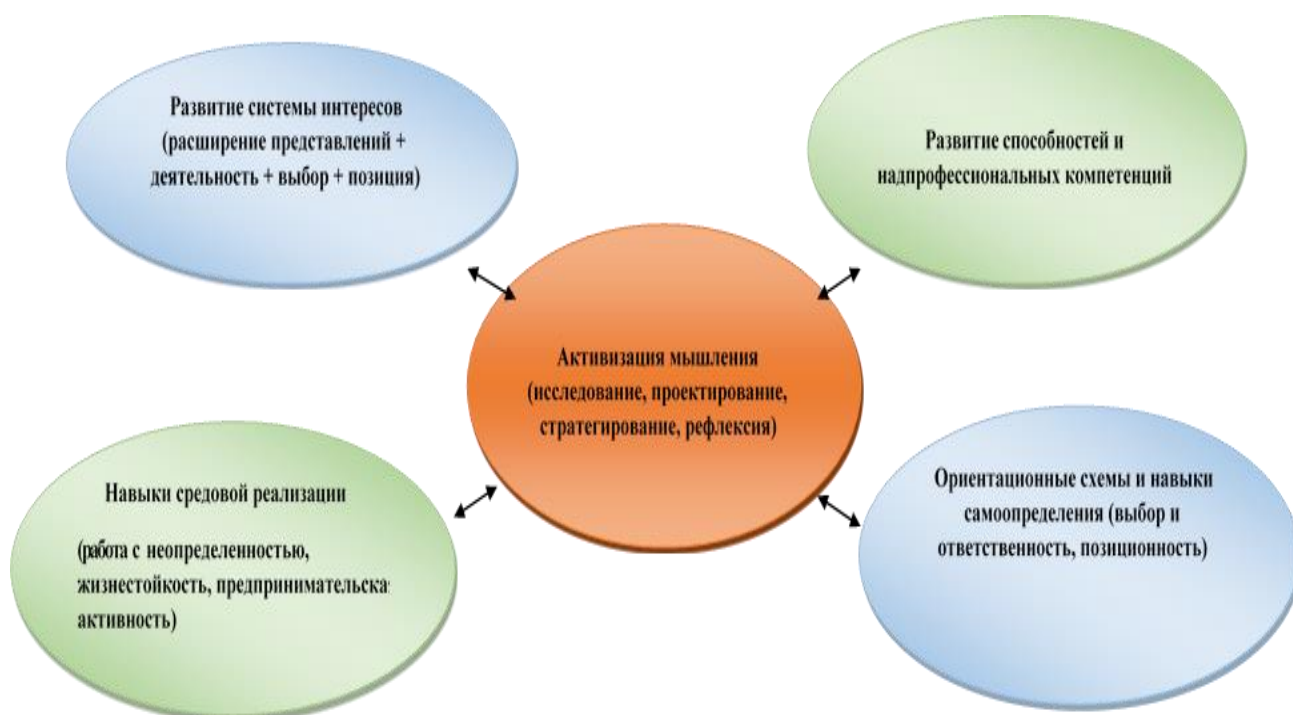 Развитие системы интересов
(расширение представлений +
деятельность + выбор + позиция)
Развитие способностей и
надпрофессиональных компетенций
Активизация мышления
(исследование, проектирование,
стратегирование, рефлексия)
Навыки средовой реализации
(работа с неопределенностью,
жизнестойкость, предпринимательска
активность)
Ориентационные схемы и навыки
самоопределения (выбор и
ответственность, позиционность)